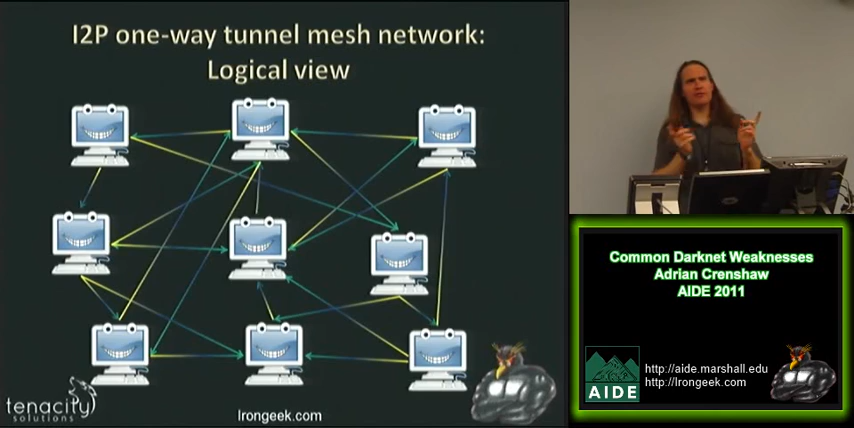 I2P one-way tunnel mesh network:
Logical view
tenacity
solutions
Irongeek.com
Common Darknet Weaknesses
Adrian Crenshaw
AIDE 2011
AIDE
http://aide.marshall.edu
http://Irongeek.com